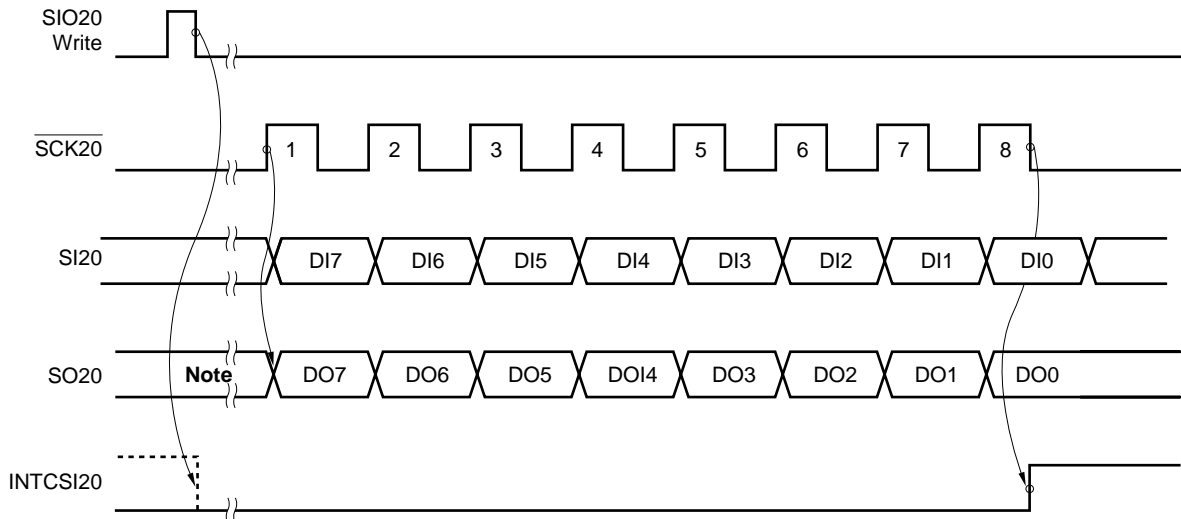 SIO20
Write
SCK20
1 2 3 4 5 6 7 8
SI20
DI7 DI6 DI5 DI4 DI3 DI2 DI1 DI0
SO20
Note DO7 DO6 DO5 DOI4 DO3 DO2 DO1 DO0
INTCSI20